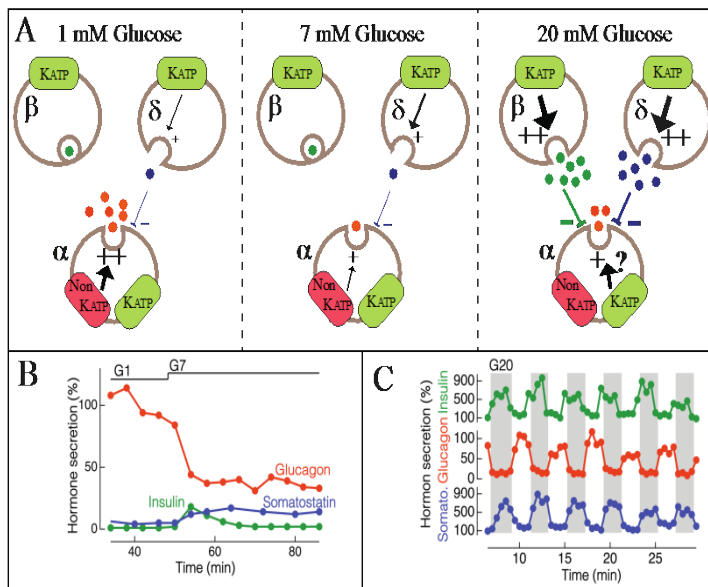 A
1 mM Glucose
7 mM Glucose
20 mM Glucose
KATP
KATP
KATP
KATP
KATP
KATP
β
δ
β
δ
β
δ
+
+
++
++
-
-
-
-
α
α
α
++
+
+
?
Non
KATP
KATP
Non
KATP
KATP
Non
KATP
KATP
B
G1
G7
Hormone secretion (%)
100
50
0
Glucagon
Insulin
Somatostatin
40
60
80
Time (min)
C
G20
Hormon secretion (%)
Somato. Glucagon Insulin
900
500
100
100
50
0
900
500
100
10
15
20
25
Time (min)